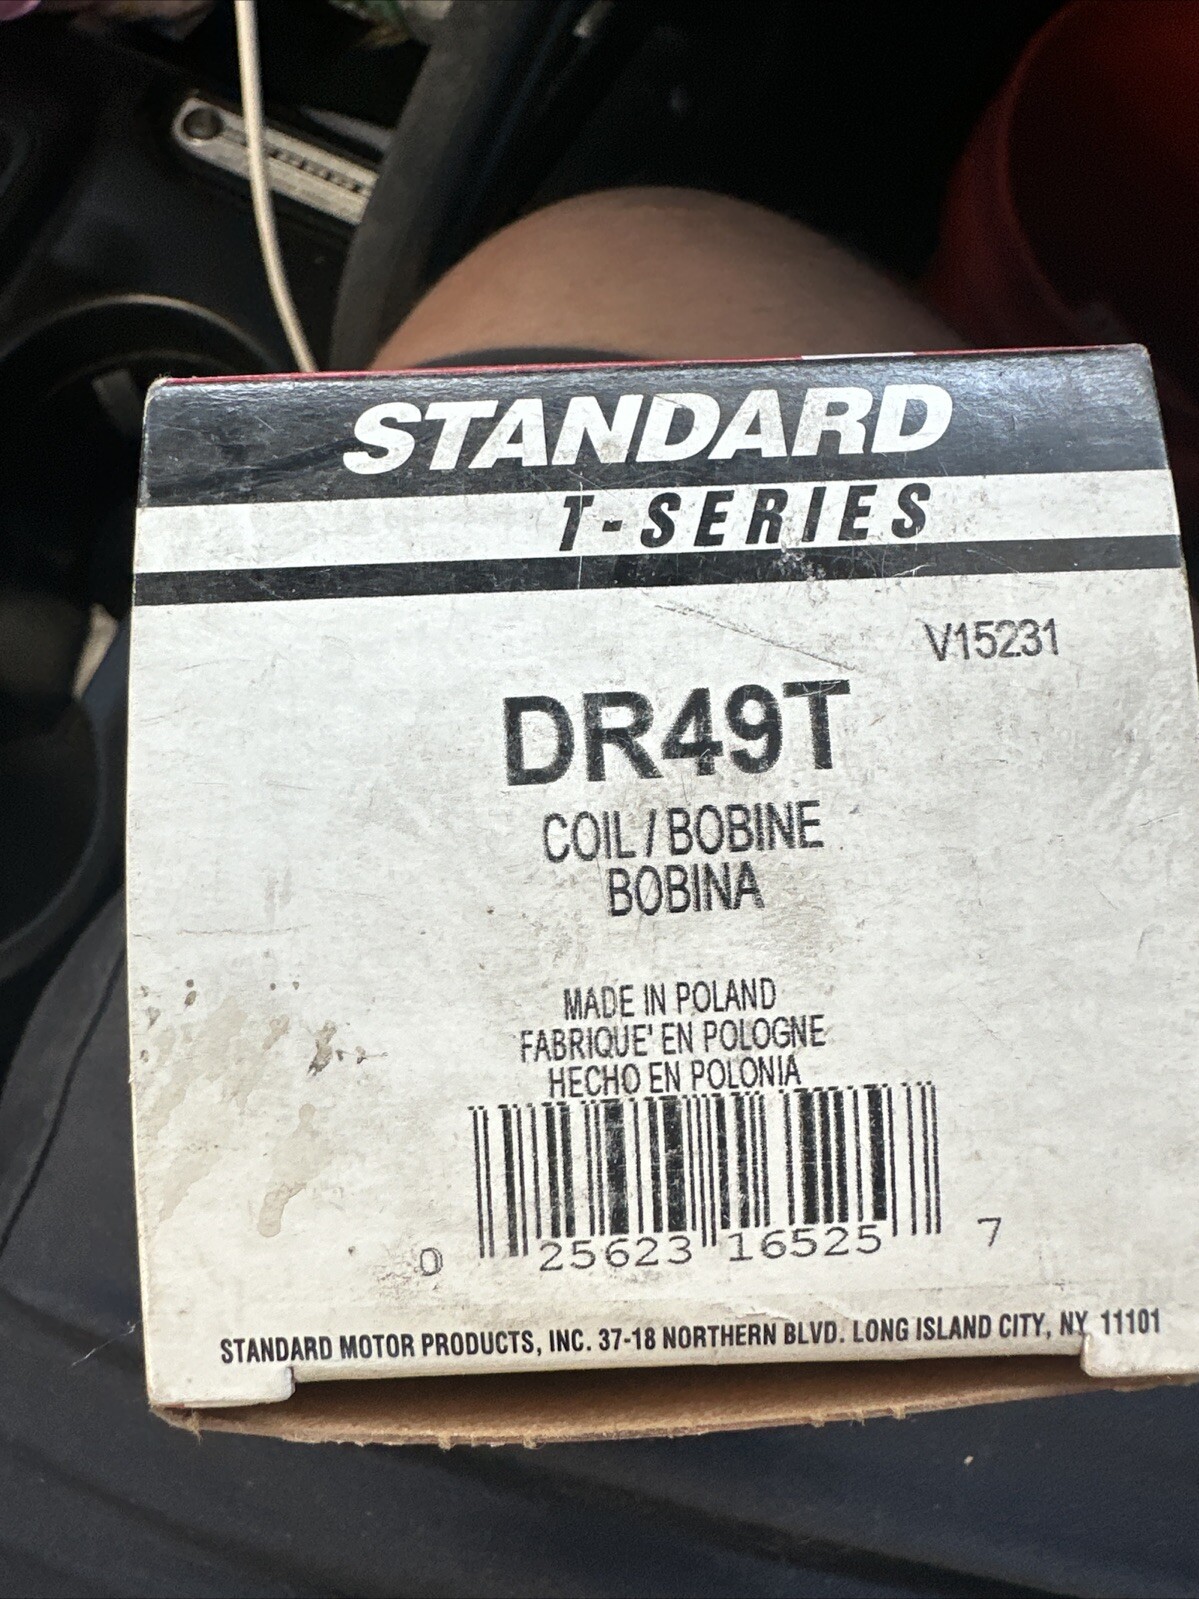 STANDARD
T-SERIES
V15231
DR49T
COIL / BOBINE
BOBINA
MADE IN POLAND
FABRIQUE' EN POLOGNE
HECHO EN POLONIA
0 25623 16525 7
STANDARD MOTOR PRODUCTS, INC. 37-18 NORTHERN BLVD. LONG ISLAND CITY, NY 11101